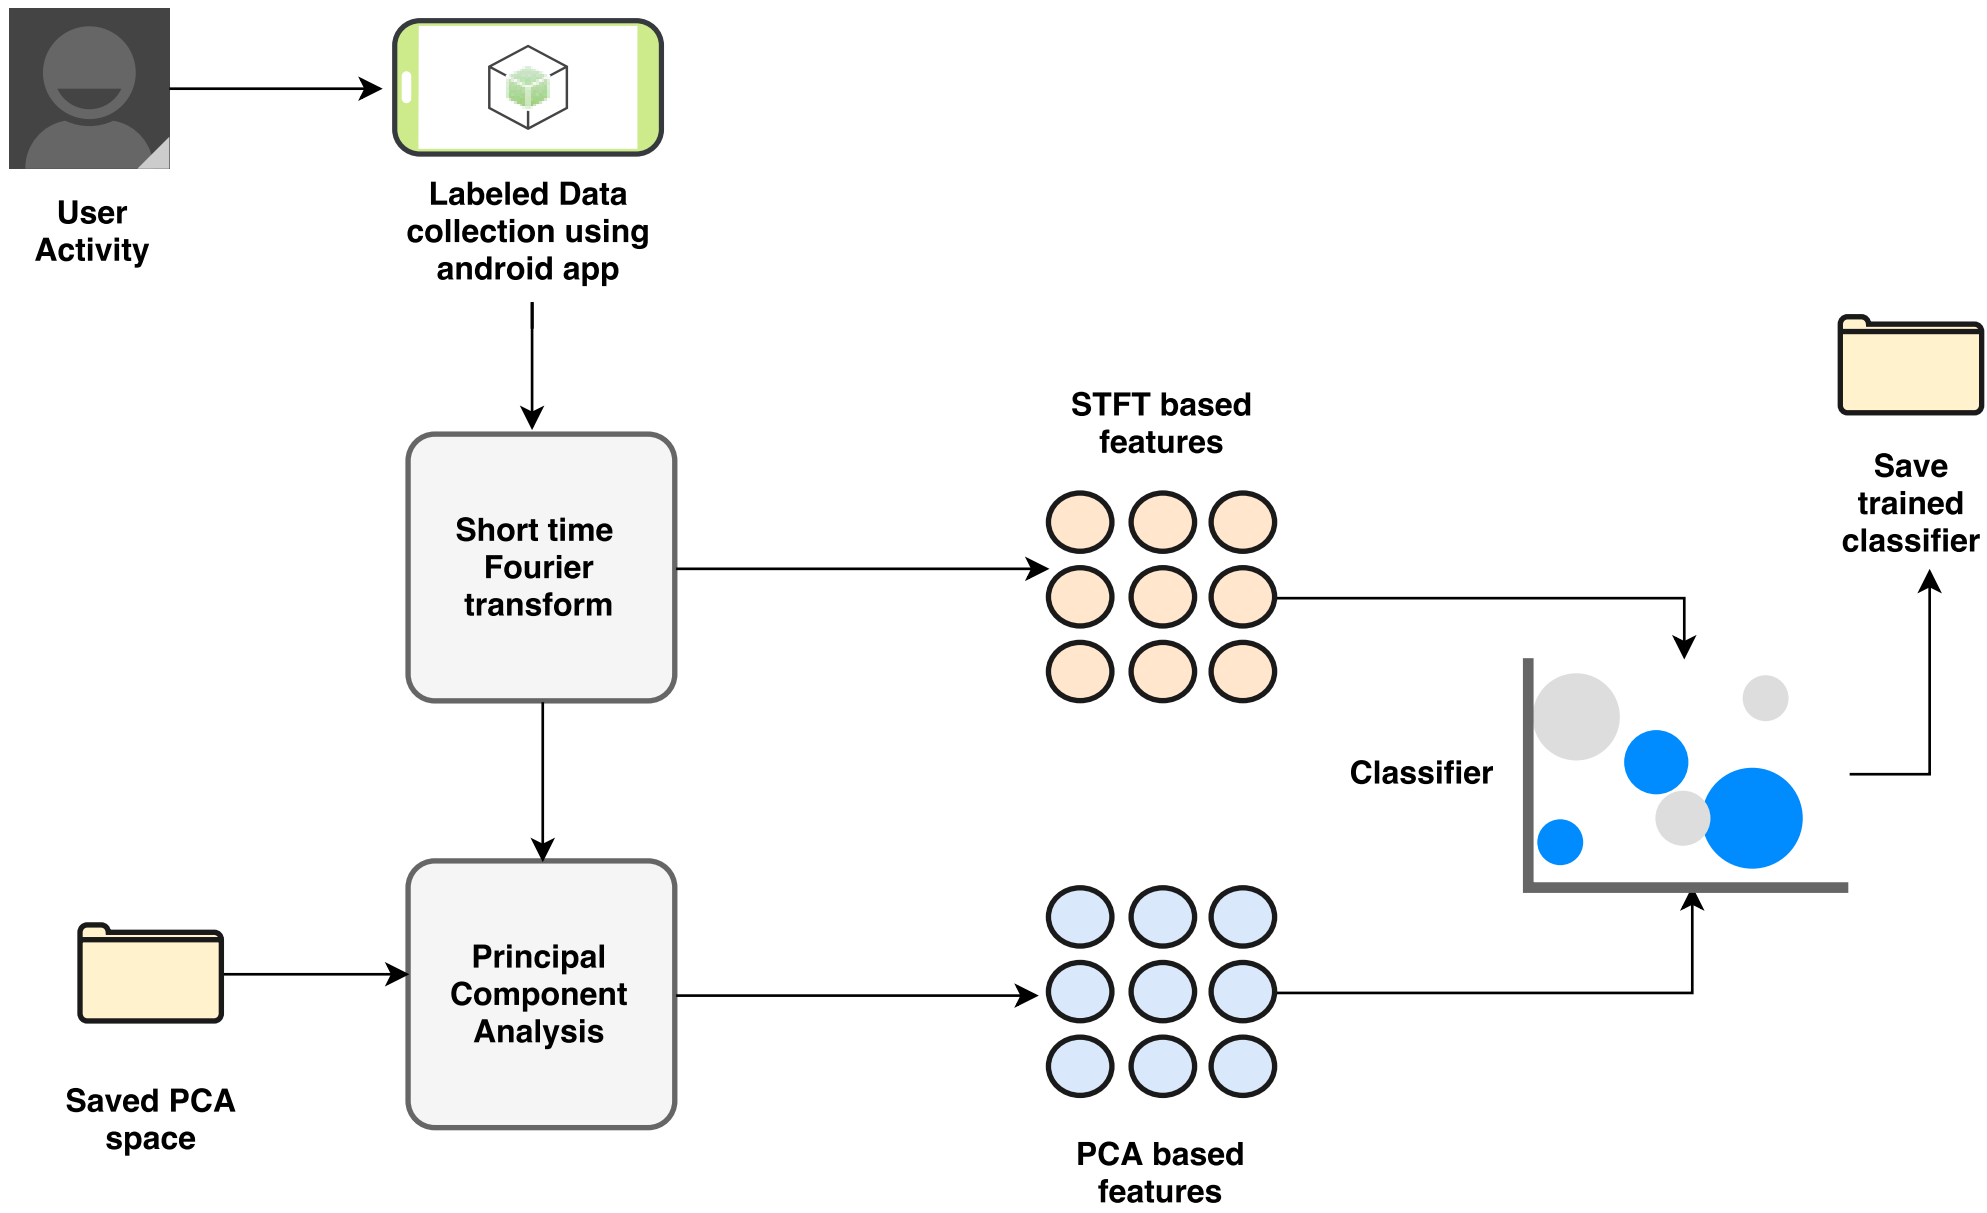 User
Activity
Labeled Data
collection using
android app
Short time
Fourier
transform
STFT based
features
Save
trained
classifier
Classifier
Principal
Component
Analysis
Saved PCA
space
PCA based
features